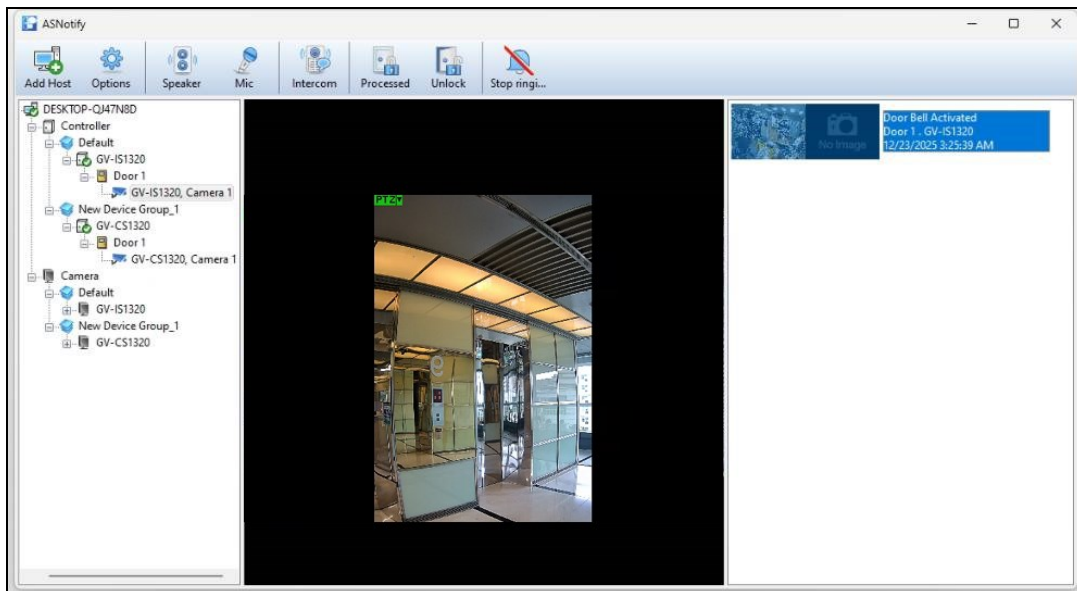 ASNotify
Add Host Options Speaker Mic Intercom Processed Unlock Stop ringi...
DESKTOP-QJ47N8D
Controller
Default
GV-IS1320
Door 1
GV-IS1320, Camera 1
New Device Group_1
GV-CS1320
Door 1
GV-CS1320, Camera 1
Camera
Default
GV-IS1320
New Device Group_1
GV-CS1320
PTZ▾
9
No Image
Door Bell Activated
Door 1 . GV-IS1320
12/23/2025 3:25:39 AM